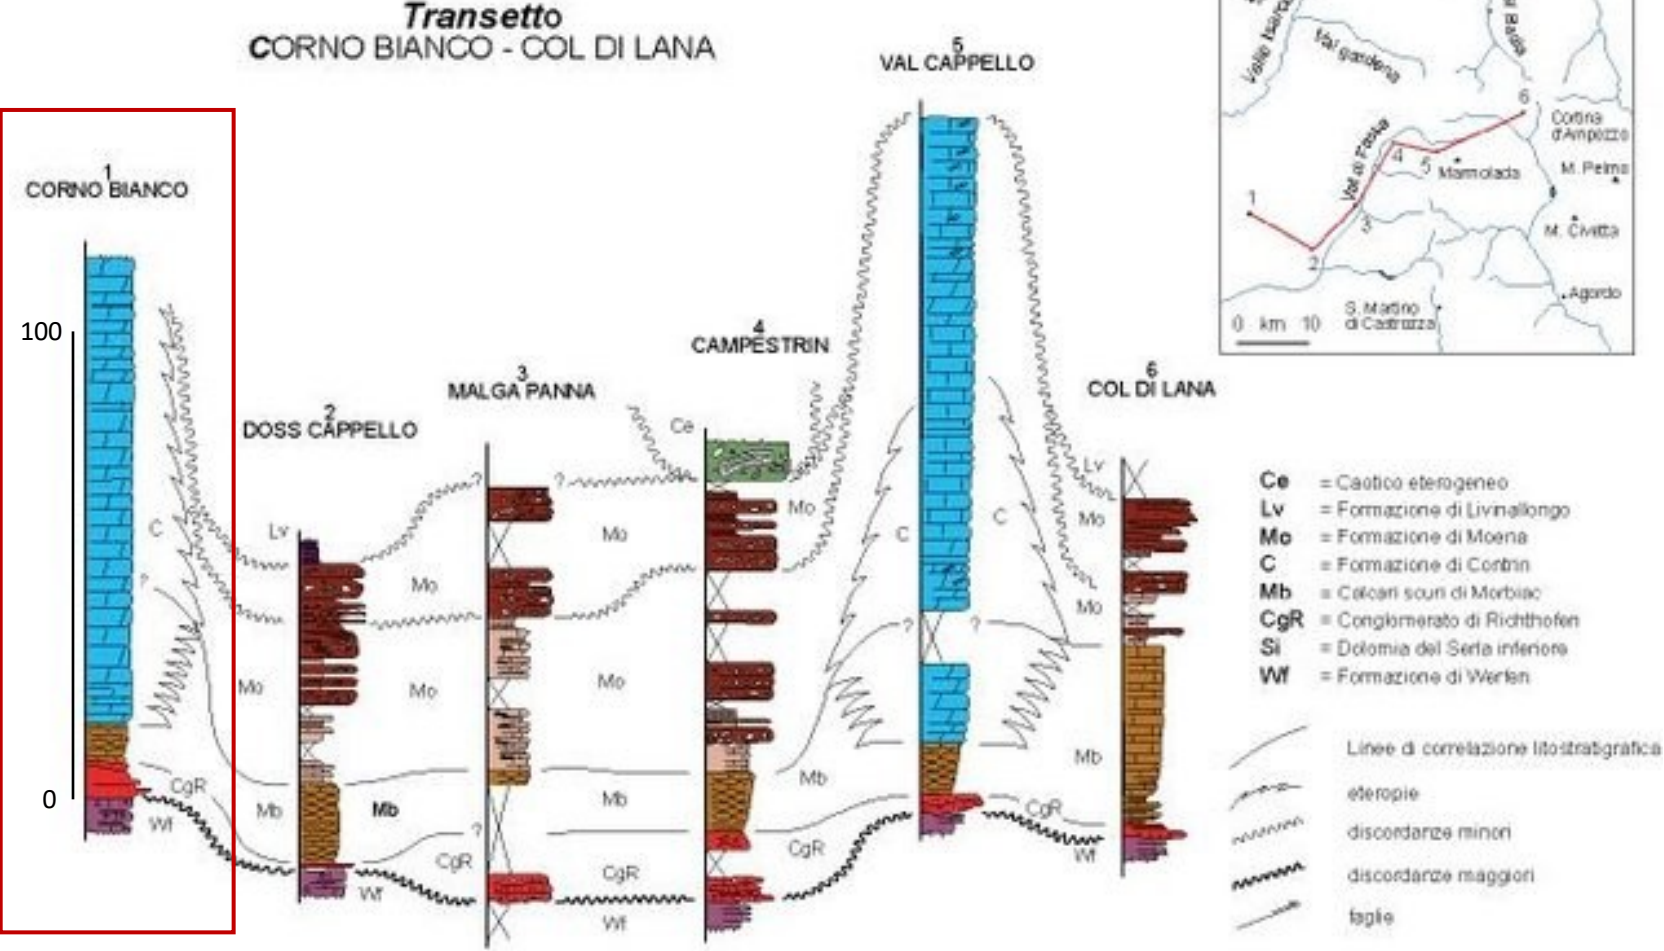 Transetto
CORNO BIANCO - COL DI LANA
1
CORNO BIANCO
100
0
CgR
Wf
C
?
2
DOSS CAPPELLO
Lv
Mo
Mb
Mb
Wf
3
MALGA PANNA
?
?
Mo
Mo
?
CgR
Mo
Mo
Mb
CgR
Wf
4
CAMPESTRIN
Ce
Mo
Mb
CgR
5
VAL CAPPELLO
C
?
?
C
CgR
Wf
6
COL DI LANA
Lv
Mo
Mo
Mb
Val gardena
Val di Fassa
1
2
3
4
5
6
Marmolada
Cortina
d'Ampezzo
M. Pelmo
M. Civetta
Agordo
S. Martino
di Castrozza
0 km 10
Ce = Caotico eterogeneo
Lv = Formazione di Livinallongo
Mo = Formazione di Moena
C = Formazione di Contrin
Mb = Calcari scuri di Morbiac
CgR = Conglomerato di Richthofen
Si = Dolomia del Serla inferiore
Wf = Formazione di Werfen
Linee di correlazione litostratigrafica
eteropie
discordanze minori
discordanze maggiori
faglie